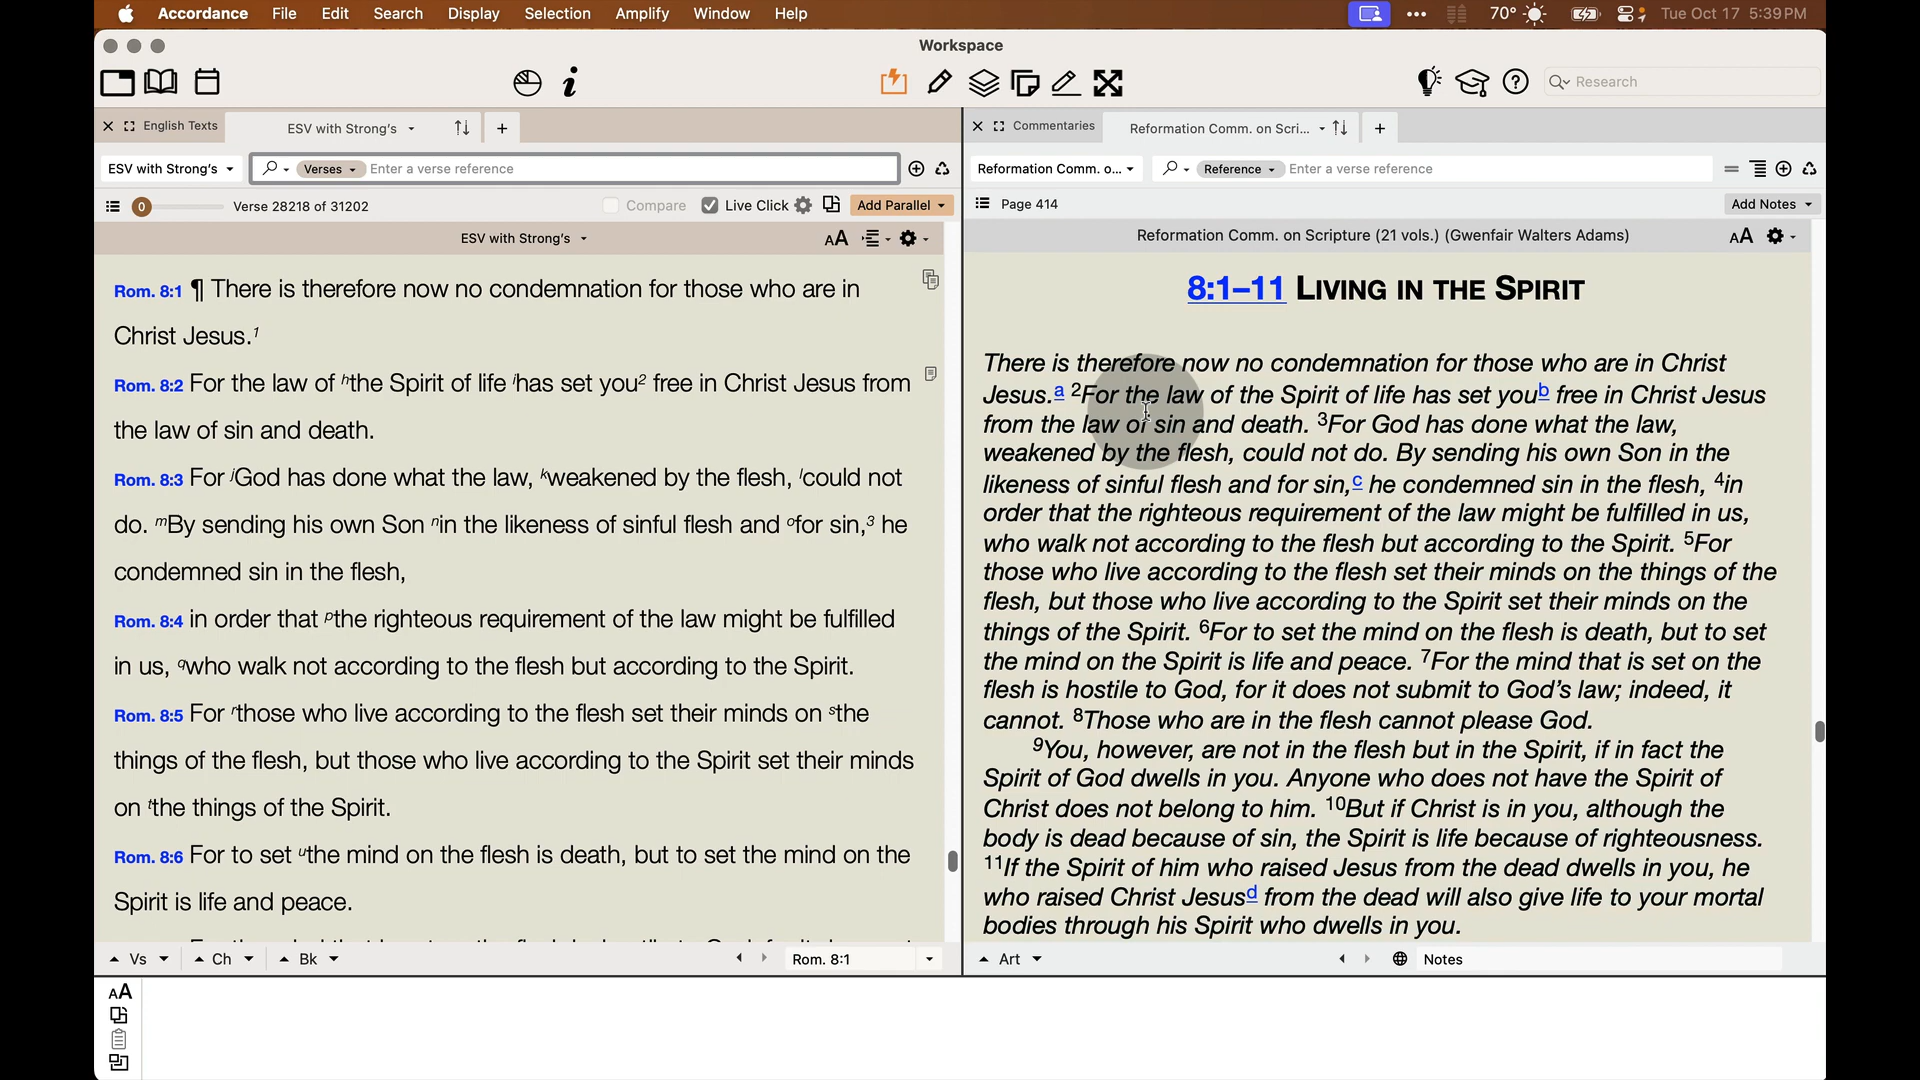 Accordance File Edit Search Display Selection Amplify Window Help 70° Tue Oct 17 5:39 PM
Workspace
Research
English Texts ESV with Strong’s +
Commentaries Reformation Comm. on Scri... +
ESV with Strong’s Verses Enter a verse reference
Reformation Comm. o... Reference Enter a verse reference
0 Verse 28218 of 31202 Compare Live Click Add Parallel
Page 414 Add Notes
ESV with Strong’s AA
Reformation Comm. on Scripture (21 vols.) (Gwenfair Walters Adams) AA
Rom. 8:1 ¶ There is therefore now no condemnation for those who are in
Christ Jesus.1
Rom. 8:2 For the law of hthe Spirit of life ihas set you2 free in Christ Jesus from
the law of sin and death.
Rom. 8:3 For jGod has done what the law, kweakened by the flesh, lcould not
do. mBy sending his own Son nin the likeness of sinful flesh and ofor sin,3 he
condemned sin in the flesh,
Rom. 8:4 in order that pthe righteous requirement of the law might be fulfilled
in us, qwho walk not according to the flesh but according to the Spirit.
Rom. 8:5 For rthose who live according to the flesh set their minds on sthe
things of the flesh, but those who live according to the Spirit set their minds
on tthe things of the Spirit.
Rom. 8:6 For to set uthe mind on the flesh is death, but to set the mind on the
Spirit is life and peace.
8:1–11 LIVING IN THE SPIRIT
There is therefore now no condemnation for those who are in Christ
Jesus.a 2For the law of the Spirit of life has set youb free in Christ Jesus
from the law of sin and death. 3For God has done what the law,
weakened by the flesh, could not do. By sending his own Son in the
likeness of sinful flesh and for sin,c he condemned sin in the flesh, 4in
order that the righteous requirement of the law might be fulfilled in us,
who walk not according to the flesh but according to the Spirit. 5For
those who live according to the flesh set their minds on the things of the
flesh, but those who live according to the Spirit set their minds on the
things of the Spirit. 6For to set the mind on the flesh is death, but to set
the mind on the Spirit is life and peace. 7For the mind that is set on the
flesh is hostile to God, for it does not submit to God’s law; indeed, it
cannot. 8Those who are in the flesh cannot please God.
9You, however, are not in the flesh but in the Spirit, if in fact the
Spirit of God dwells in you. Anyone who does not have the Spirit of
Christ does not belong to him. 10But if Christ is in you, although the
body is dead because of sin, the Spirit is life because of righteousness.
11If the Spirit of him who raised Jesus from the dead dwells in you, he
who raised Christ Jesusd from the dead will also give life to your mortal
bodies through his Spirit who dwells in you.
Vs Ch Bk Rom. 8:1
Art Notes
AA